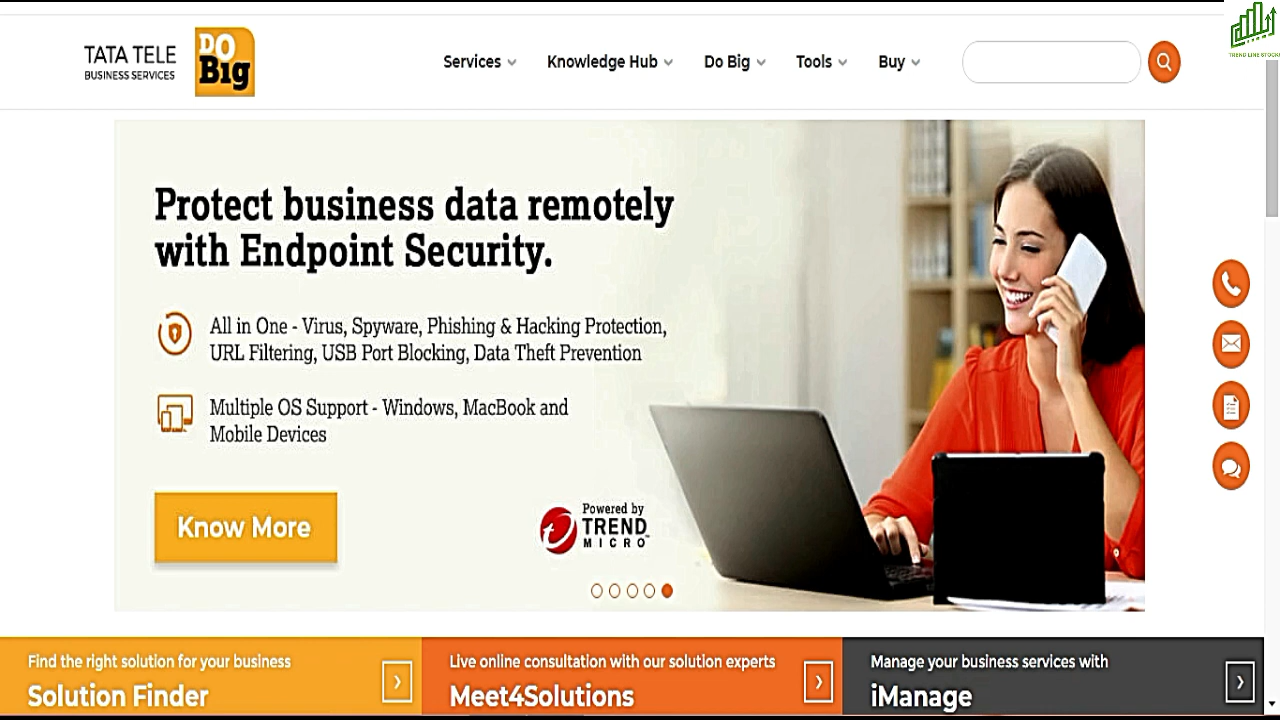 TATA TELE
BUSINESS SERVICES
DO
Big
Services
Knowledge Hub
Do Big
Tools
Buy
TREND LINE STOCK
Protect business data remotely
with Endpoint Security.
All in One - Virus, Spyware, Phishing & Hacking Protection,
URL Filtering, USB Port Blocking, Data Theft Prevention
Multiple OS Support - Windows, MacBook and
Mobile Devices
Know More
Powered by
TREND
MICRO
Find the right solution for your business
Solution Finder
Live online consultation with our solution experts
Meet4Solutions
Manage your business services with
iManage